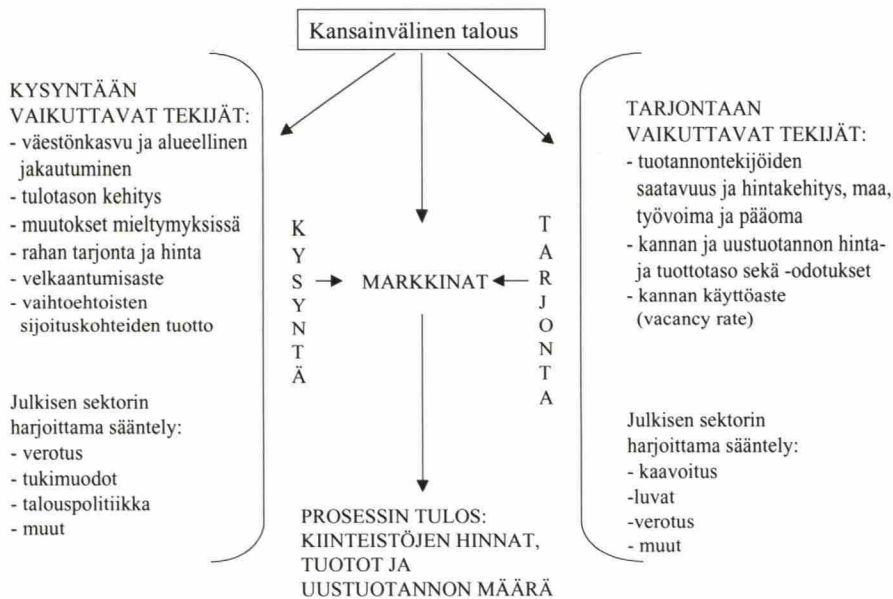 Kansainvälinen talous
KYSYNTÄÄN
VAIKUTTAVAT TEKIJÄT:
- väestönkasvu ja alueellinen
jakautuminen
- tulotason kehitys
- muutokset mieltymyksissä
- rahan tarjonta ja hinta
- velkaantumisaste
- vaihtoehtoisten
sijoituskohteiden tuotto
Julkisen sektorin
harjoittama sääntely:
- verotus
- tukimuodot
- talouspolitiikka
- muut
KYSYNTÄ
MARKKINAT
TARJONTA
PROSESSIN TULOS:
KIINTEISTÖJEN HINNAT,
TUOTOT JA
UUSTUOTANNON MÄÄRÄ
TARJONTAAN
VAIKUTTAVAT TEKIJÄT:
- tuotannontekijöiden
saatavuus ja hintakehitys, maa,
työvoima ja pääoma
- kannan ja uustuotannon hinta-
ja tuottotaso sekä -odotukset
- kannan käyttöaste
(vacancy rate)
Julkisen sektorin
harjoittama sääntely:
- kaavoitus
-luvat
-verotus
- muut